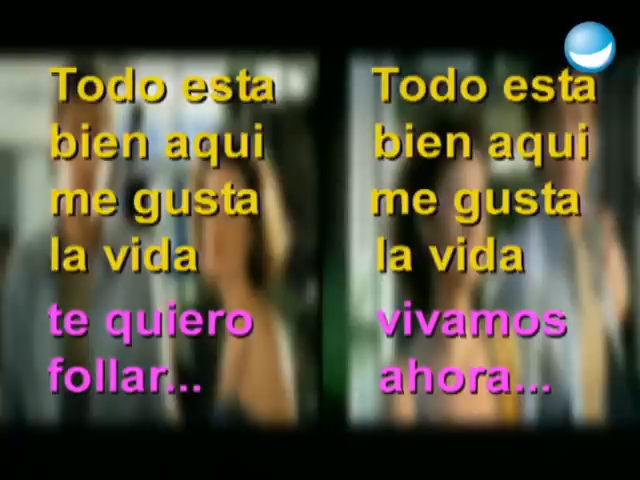 Todo esta
bien aqui
me gusta
la vida
te quiero
follar...
Todo esta
bien aqui
me gusta
la vida
vivamos
ahora...